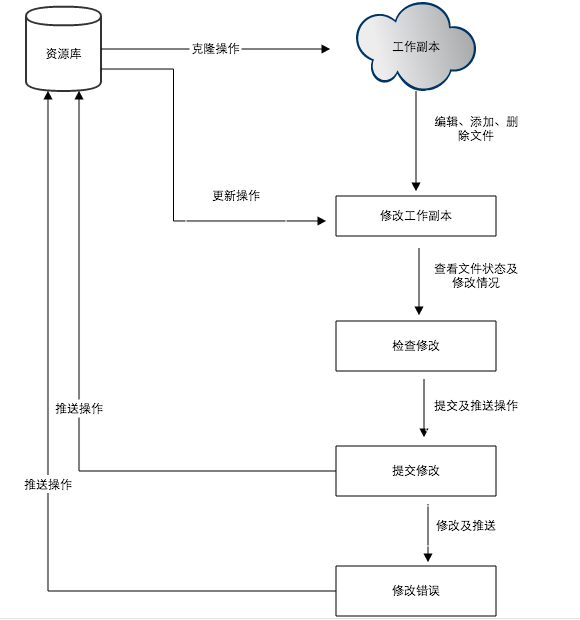 资源库
克隆操作
工作副本
编辑、添加、删
除文件
更新操作
修改工作副本
查看文件状态及
修改情况
检查修改
推送操作
提交及推送操作
提交修改
推送操作
修改及推送
修改错误